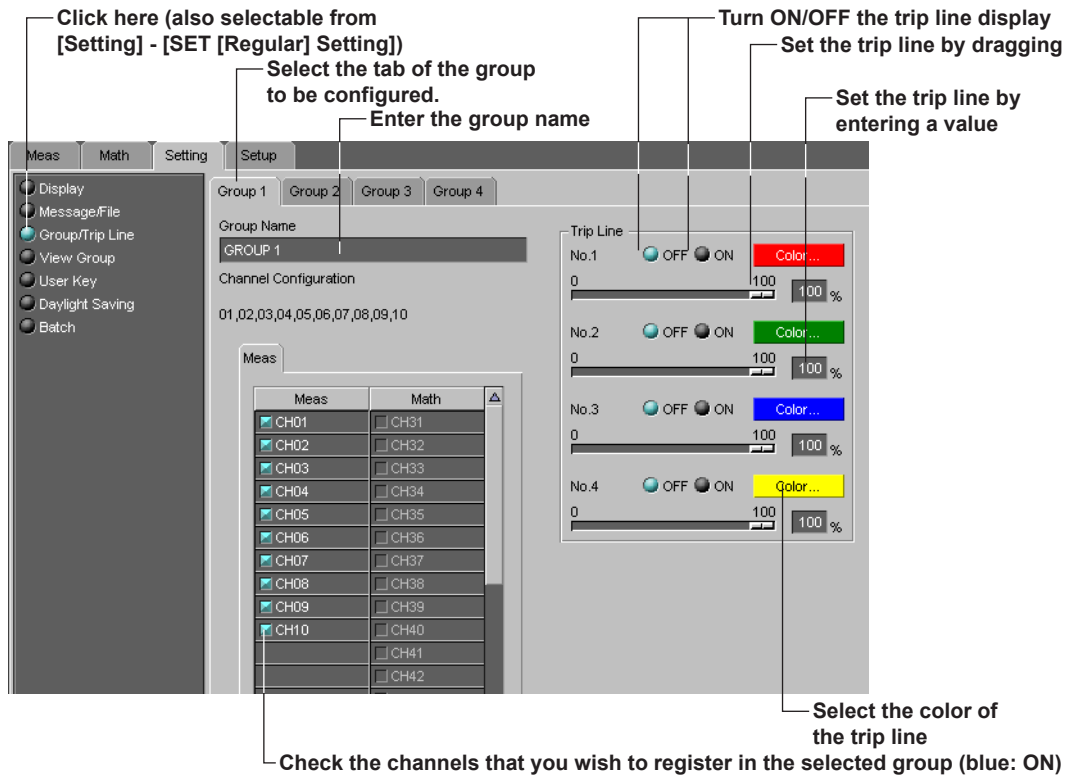 Click here (also selectable from
[Setting] - [SET [Regular] Setting])
Select the tab of the group
to be configured.
Enter the group name
Turn ON/OFF the trip line display
Set the trip line by dragging
Set the trip line by
entering a value
Meas Math Setting Setup
Display
Message/File
Group/Trip Line
View Group
User Key
Daylight Saving
Batch
Group 1 Group 2 Group 3 Group 4
Group Name
GROUP 1
Channel Configuration
01,02,03,04,05,06,07,08,09,10
Meas
Meas Math
CH01 CH31
CH02 CH32
CH03 CH33
CH04 CH34
CH05 CH35
CH06 CH36
CH07 CH37
CH08 CH38
CH09 CH39
CH10 CH40
CH41
CH42
Trip Line
No.1 OFF ON Color...
0 100 100 %
No.2 OFF ON Color...
0 100 100 %
No.3 OFF ON Color...
0 100 100 %
No.4 OFF ON Color...
0 100 100 %
Select the color of
the trip line
Check the channels that you wish to register in the selected group (blue: ON)